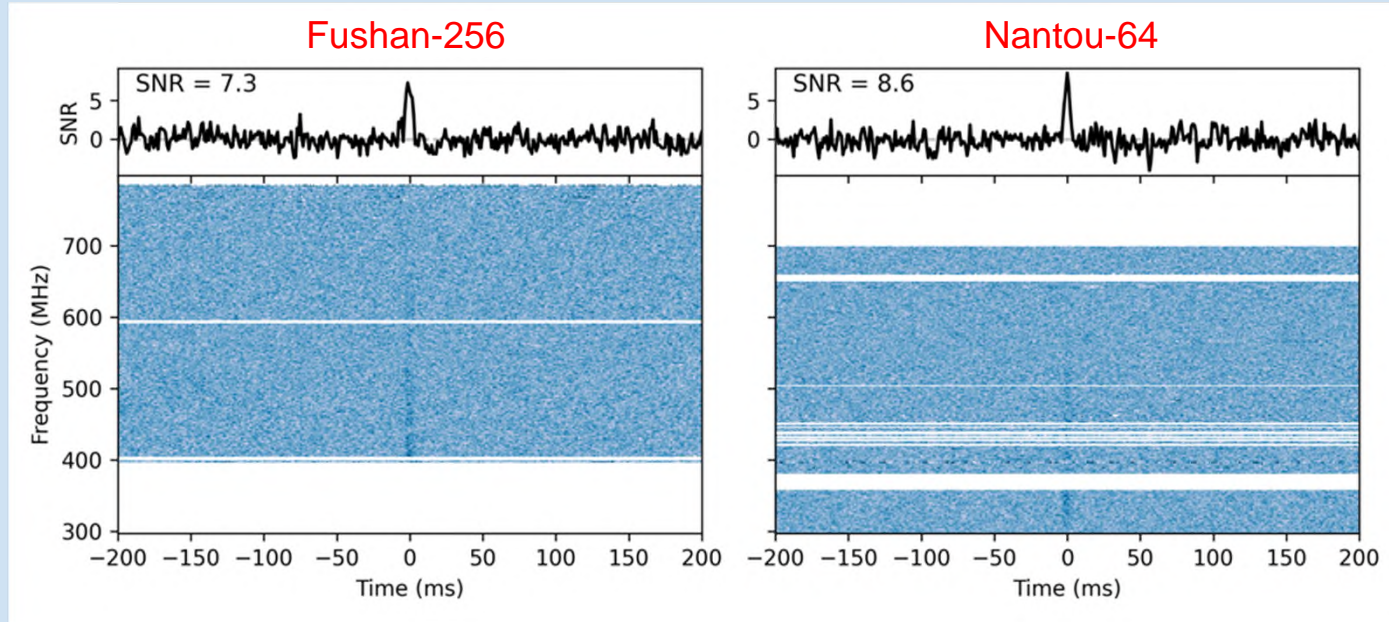 Fushan-256
Nantou-64
SNR = 7.3
SNR = 8.6
SNR
5
0
5
0
Frequency (MHz)
700
600
500
400
300
−200 −150 −100 −50 0 50 100 150 200
−200 −150 −100 −50 0 50 100 150 200
Time (ms)
Time (ms)